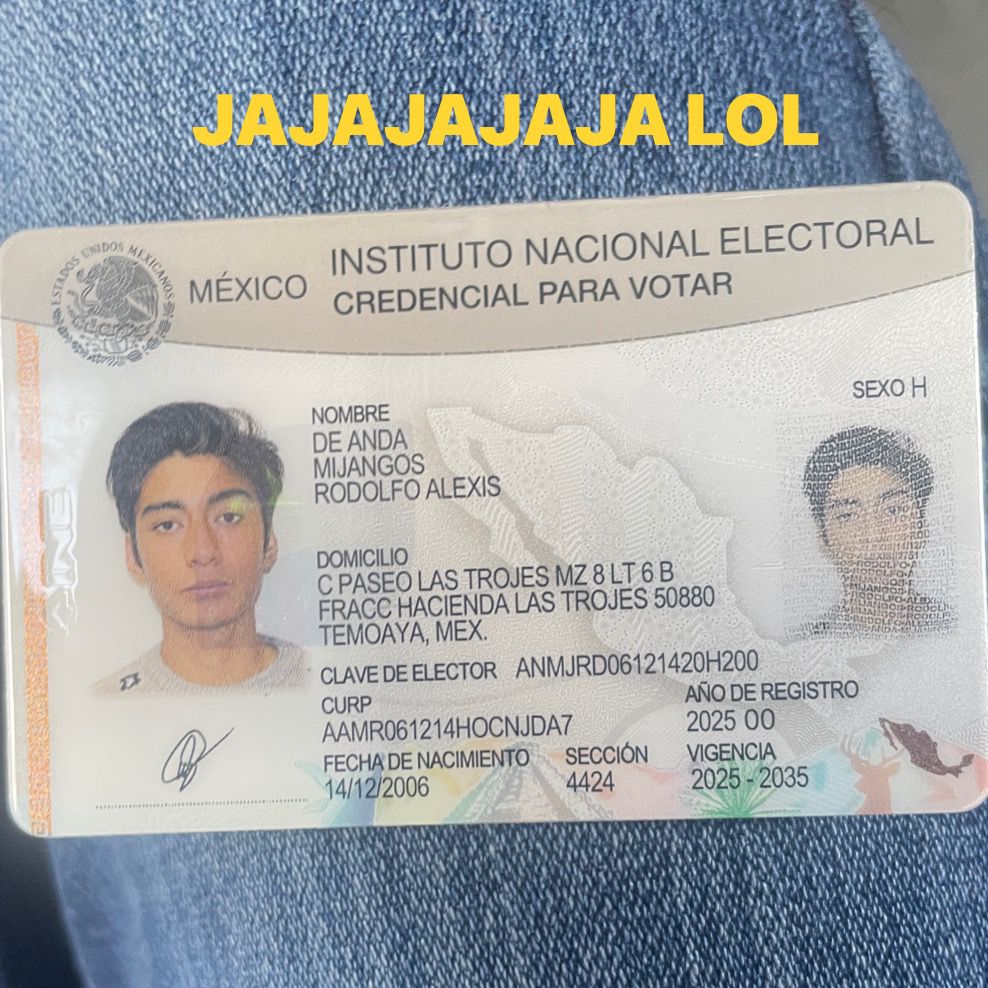 JAJAJAJAJAJA LOL
ESTADOS UNIDOS MEXICANOS
MÉXICO
INSTITUTO NACIONAL ELECTORAL
CREDENCIAL PARA VOTAR
SEXO H
NOMBRE
DE ANDA
MIJANGOS
RODOLFO ALEXIS
DOMICILIO
C PASEO LAS TROJES MZ 8 LT 6 B
FRACC HACIENDA LAS TROJES 50880
TEMOAYA, MEX.
CLAVE DE ELECTOR ANMJRD06121420H200
CURP
AAMR061214HOCNJDA7
AÑO DE REGISTRO
2025 00
FECHA DE NACIMIENTO
14/12/2006
SECCIÓN
4424
VIGENCIA
2025 - 2035
INE